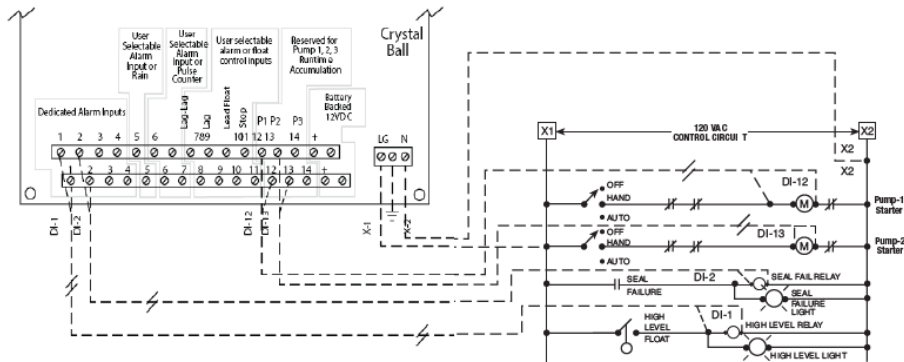 Crystal
Ball
User
Selectable
Alarm
Input or
Rain
User
Selectable
Alarm
Input or
Pulse
Counter
User selectable
alarm or float
control inputs
Reserved for
Pump 1, 2, 3
Runtime
Accumulation
Battery
Backed
12VDC
Dedicated Alarm Inputs
Lag-Lag
Lag
Lead Float
Stop
P1 P2 P3
1 2 3 4 5 6 789 1011 12 13 14 +
1 2 3 4 5 6 7 8 9 10 11 12 13 14 +
LG N
DI-1
DI-2
DI-12
DI-13
X-1
X-2
X1
120 VAC
CONTROL CIRCUI T
X2
X2
X2
OFF
HAND
AUTO
DI-12
M
Pump-1
Starter
OFF
HAND
AUTO
DI-13
M
Pump-2
Starter
SEAL
FAILURE
DI-2
SEAL FAIL RELAY
SEAL
FAILURE
LIGHT
HIGH
LEVEL
FLOAT
DI-1
HIGH LEVEL RELAY
HIGH LEVEL LIGHT